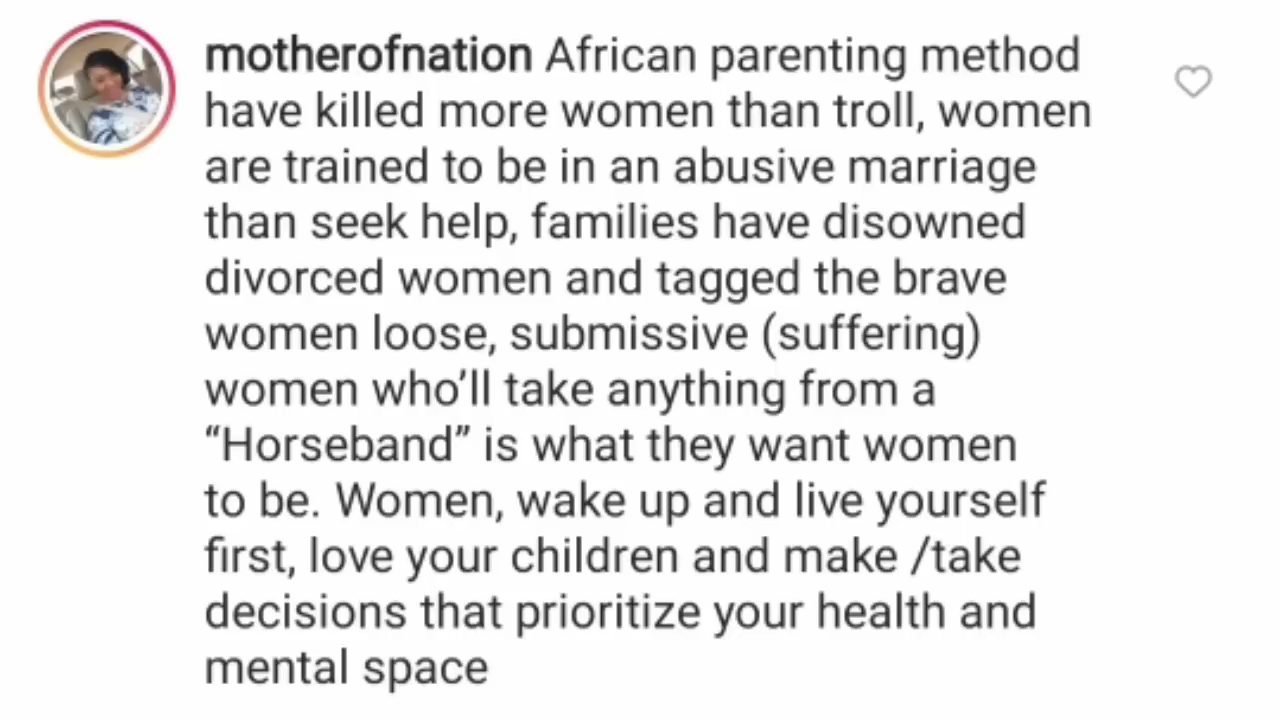 motherofnation African parenting method
have killed more women than troll, women
are trained to be in an abusive marriage
than seek help, families have disowned
divorced women and tagged the brave
women loose, submissive (suffering)
women who’ll take anything from a
“Horseband” is what they want women
to be. Women, wake up and live yourself
first, love your children and make /take
decisions that prioritize your health and
mental space